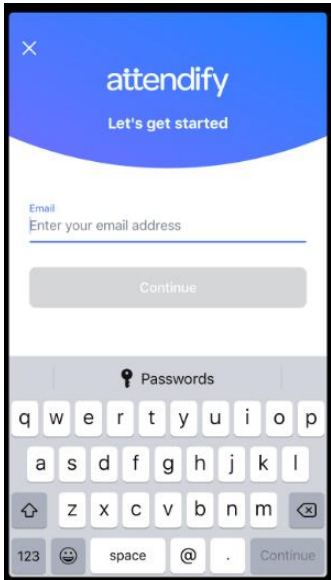 attendify
Let's get started
Email
Enter your email address
Continue
Passwords
q w e r t y u i o p
a s d f g h j k l
z x c v b n m
123 space @ . Continue